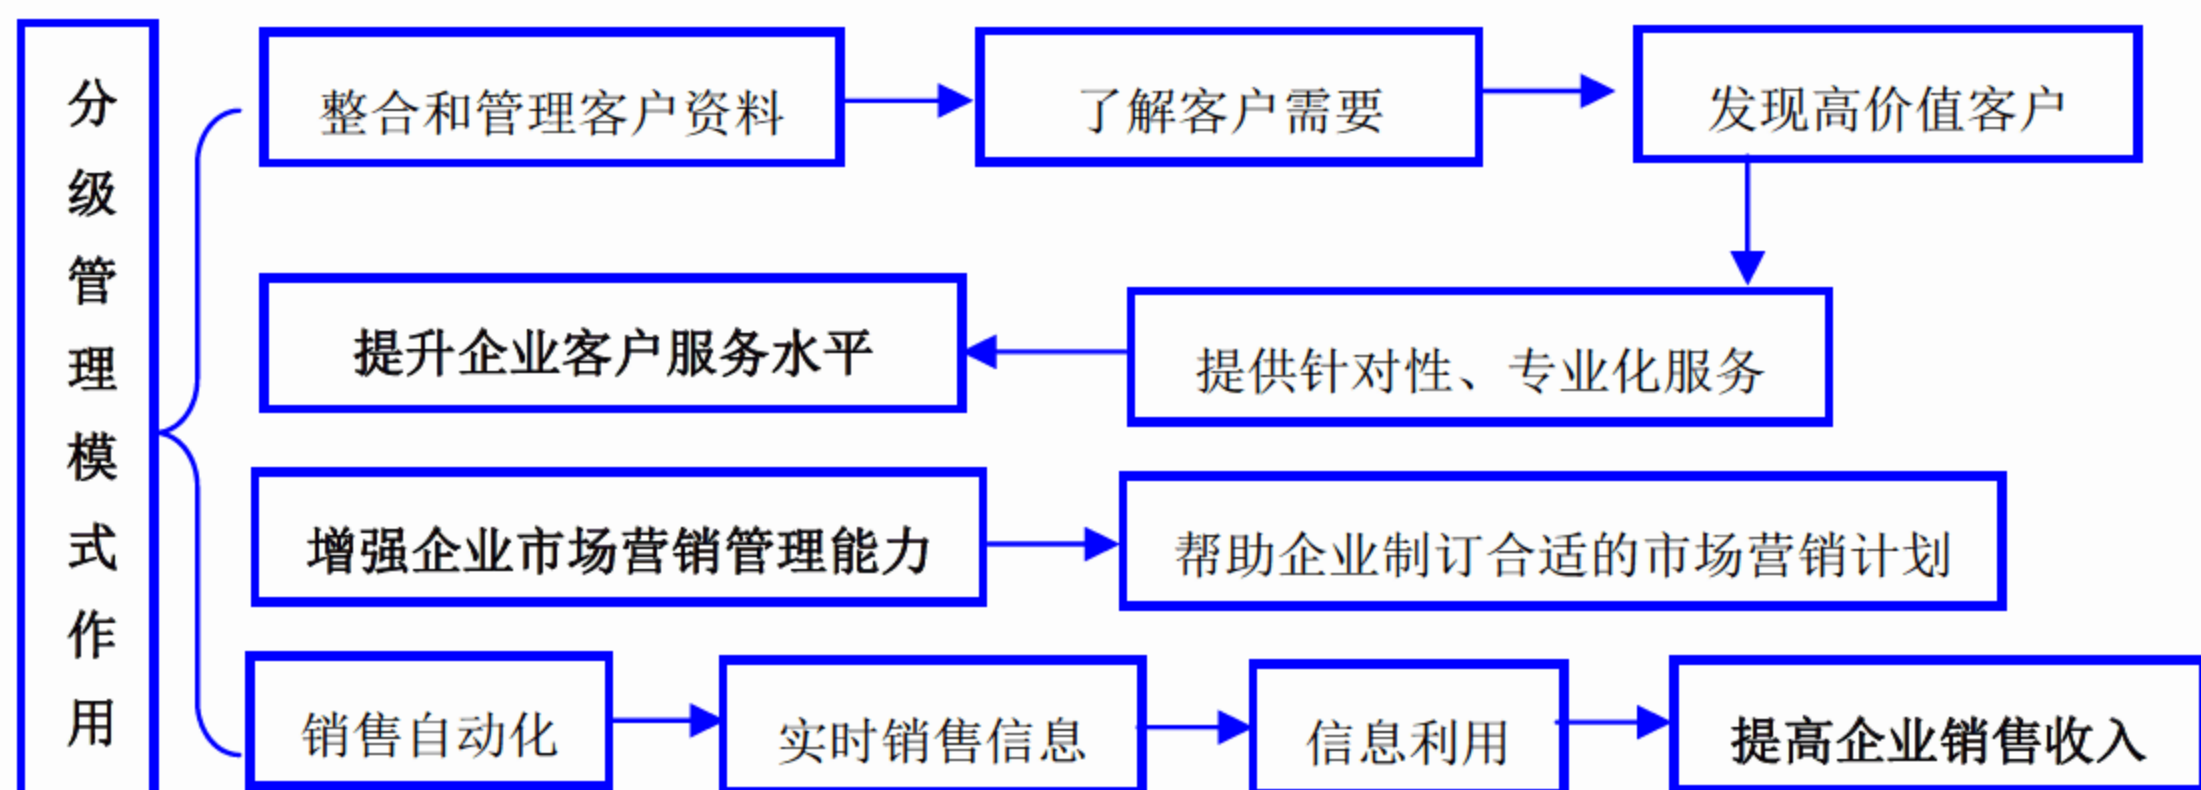 分级管理模式作用
整合和管理客户资料
了解客户需要
发现高价值客户
提供针对性、专业化服务
提升企业客户服务水平
增强企业市场营销管理能力
帮助企业制订合适的市场营销计划
销售自动化
实时销售信息
信息利用
提高企业销售收入